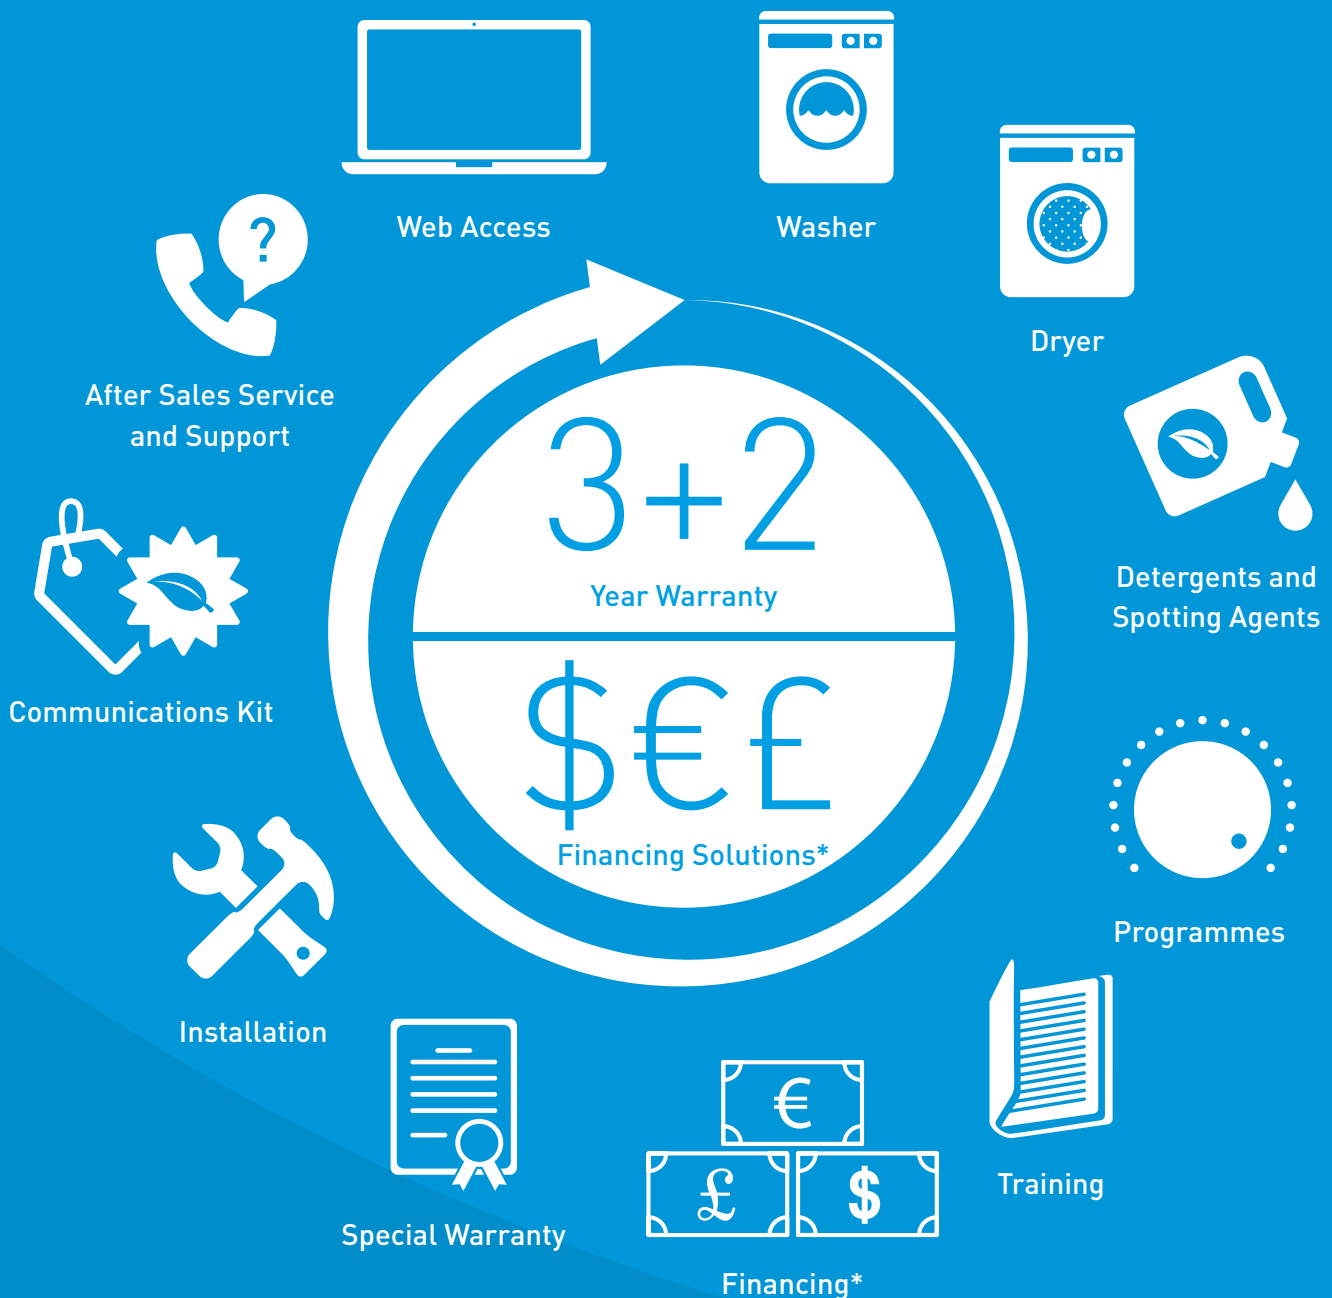 Web Access
Washer
Dryer
?
After Sales Service
and Support
3+2
Year Warranty
$€£
Financing Solutions*
Detergents and
Spotting Agents
Communications Kit
Programmes
Installation
Training
Special Warranty
€
£
$
Financing*